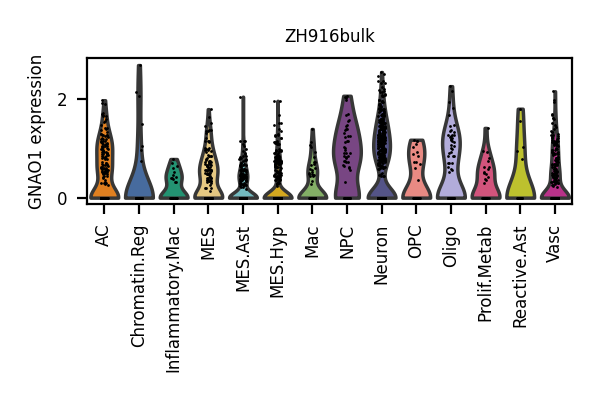 ZH916bulk
GNAO1 expression
2
0
AC
Chromatin.Reg
Inflammatory.Mac
MES
MES.Ast
MES.Hyp
Mac
NPC
Neuron
OPC
Oligo
Prolif.Metab
Reactive.Ast
Vasc